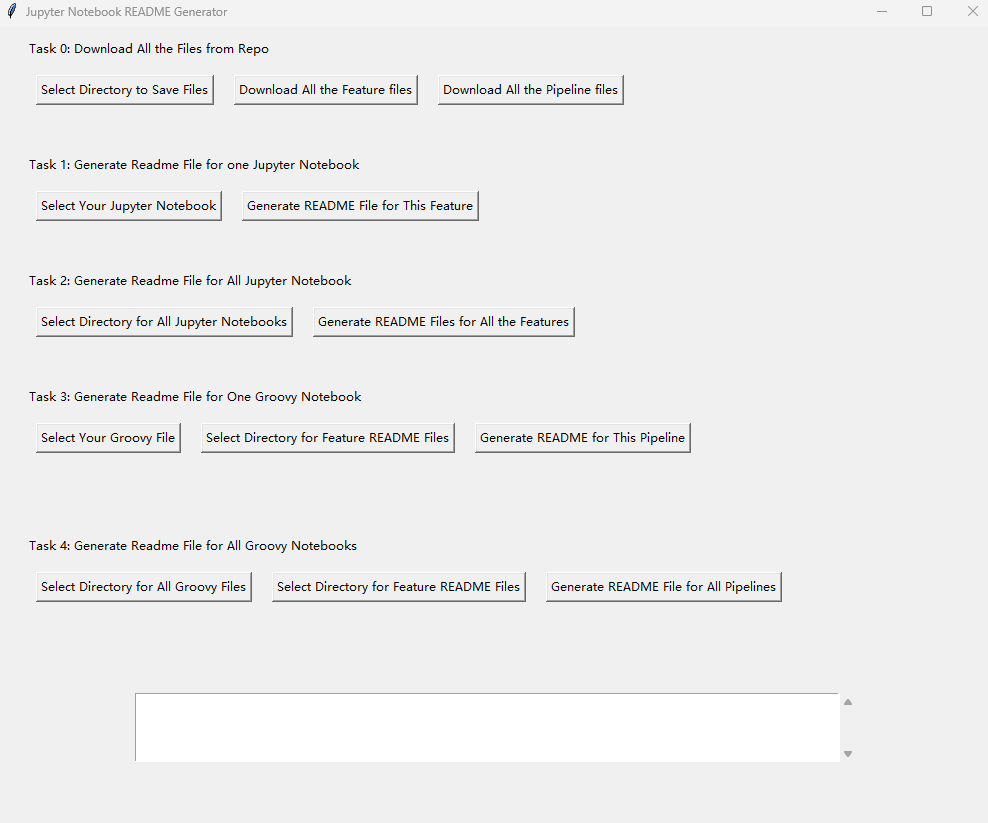 Jupyter Notebook README Generator
Task 0: Download All the Files from Repo
Select Directory to Save Files Download All the Feature files Download All the Pipeline files
Task 1: Generate Readme File for one Jupyter Notebook
Select Your Jupyter Notebook Generate README File for This Feature
Task 2: Generate Readme File for All Jupyter Notebook
Select Directory for All Jupyter Notebooks Generate README Files for All the Features
Task 3: Generate Readme File for One Groovy Notebook
Select Your Groovy File Select Directory for Feature README Files Generate README for This Pipeline
Task 4: Generate Readme File for All Groovy Notebooks
Select Directory for All Groovy Files Select Directory for Feature README Files Generate README File for All Pipelines